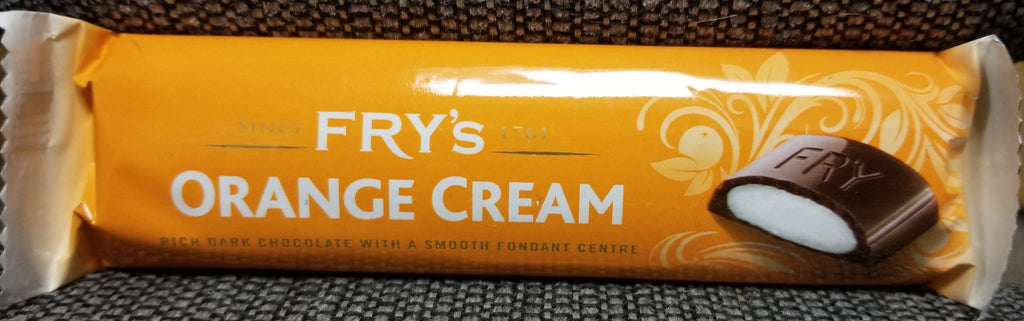 SINCE FRY's 1761
ORANGE CREAM
RICH DARK CHOCOLATE WITH A SMOOTH FONDANT CENTRE
FRY